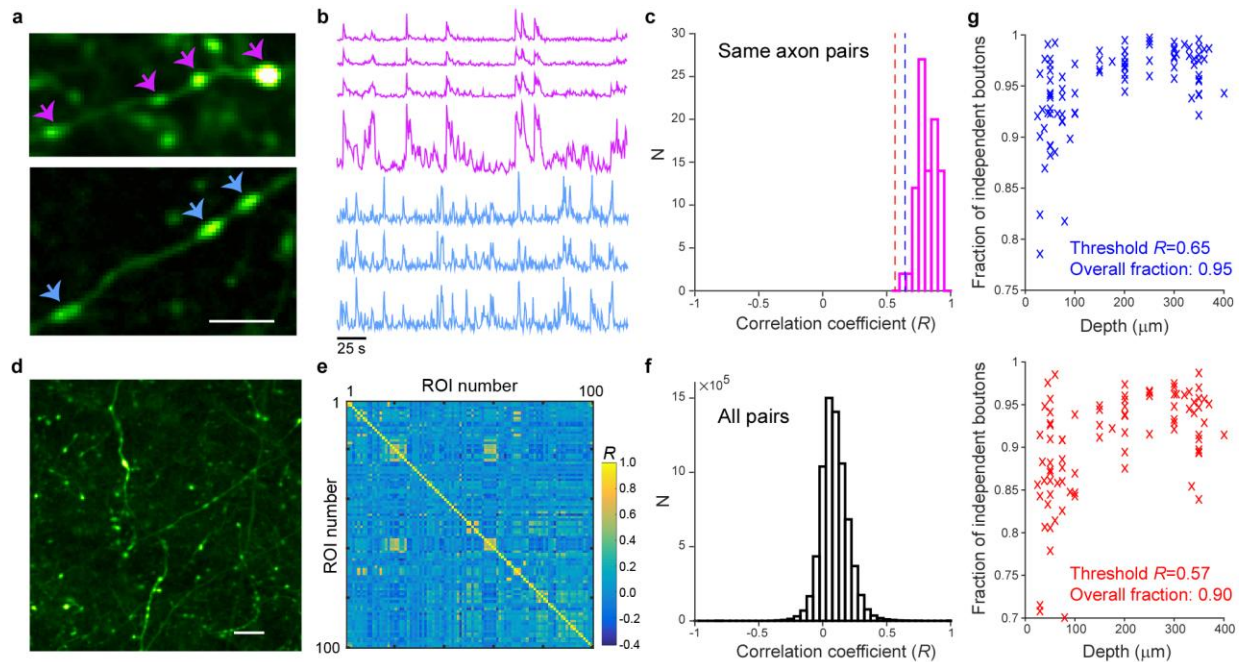 a
b
25 s
c
Same axon pairs
N
30
25
20
15
10
5
0
-1
-0.5
0
0.5
1
Correlation coefficient (R)
d
e
ROI number
1
100
1
ROI number
100
R
1.0
0.8
0.6
0.4
0.2
0.0
-0.2
-0.4
f
All pairs
×10⁵
N
15
10
5
0
-1
-0.5
0
0.5
1
Correlation coefficient (R)
g
Fraction of independent boutons
1
0.95
0.9
0.85
0.8
0.75
Threshold R=0.65
Overall fraction: 0.95
0
100
200
300
400
Depth (μm)
Fraction of independent boutons
1
0.95
0.9
0.85
0.8
0.75
0.7
Threshold R=0.57
Overall fraction: 0.90
0
100
200
300
400
Depth (μm)